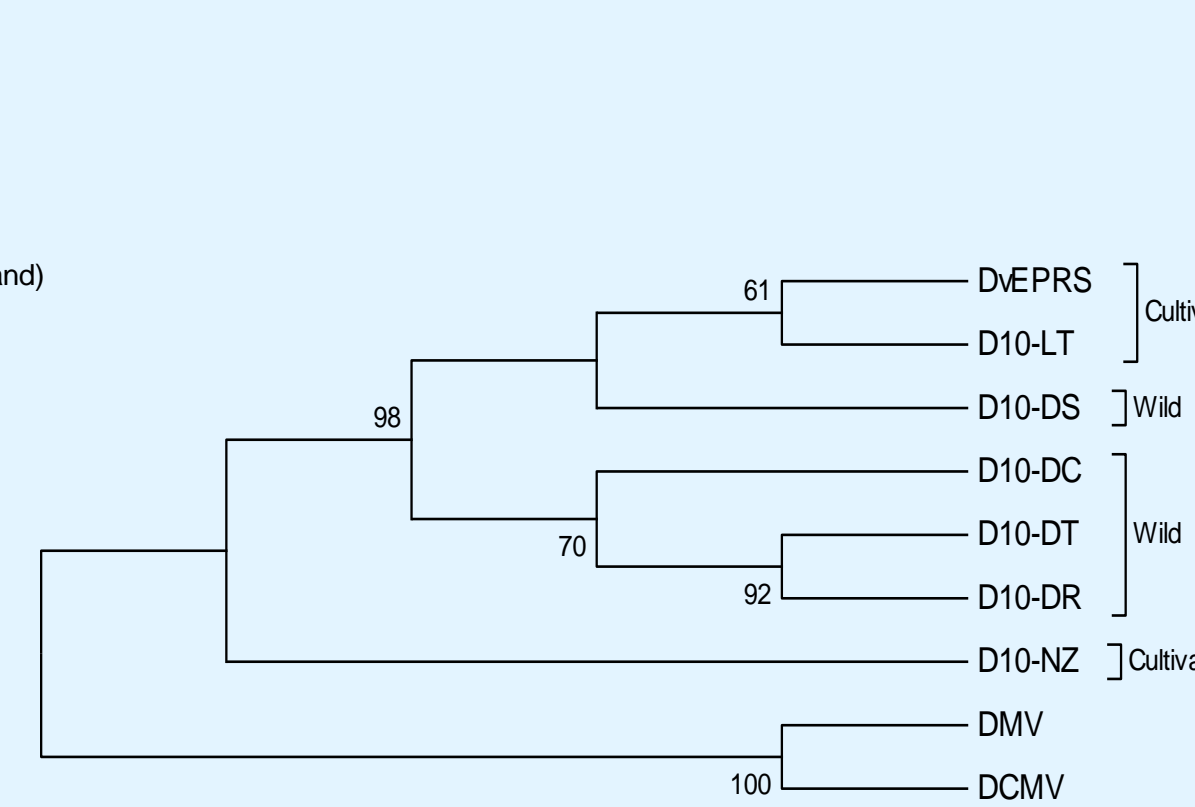 and)
61
DvEPRS
D10-LT
Cultiv
98
D10-DS
Wild
D10-DC
70
D10-DT
Wild
92
D10-DR
D10-NZ
Cultiva
DMV
100
DCMV